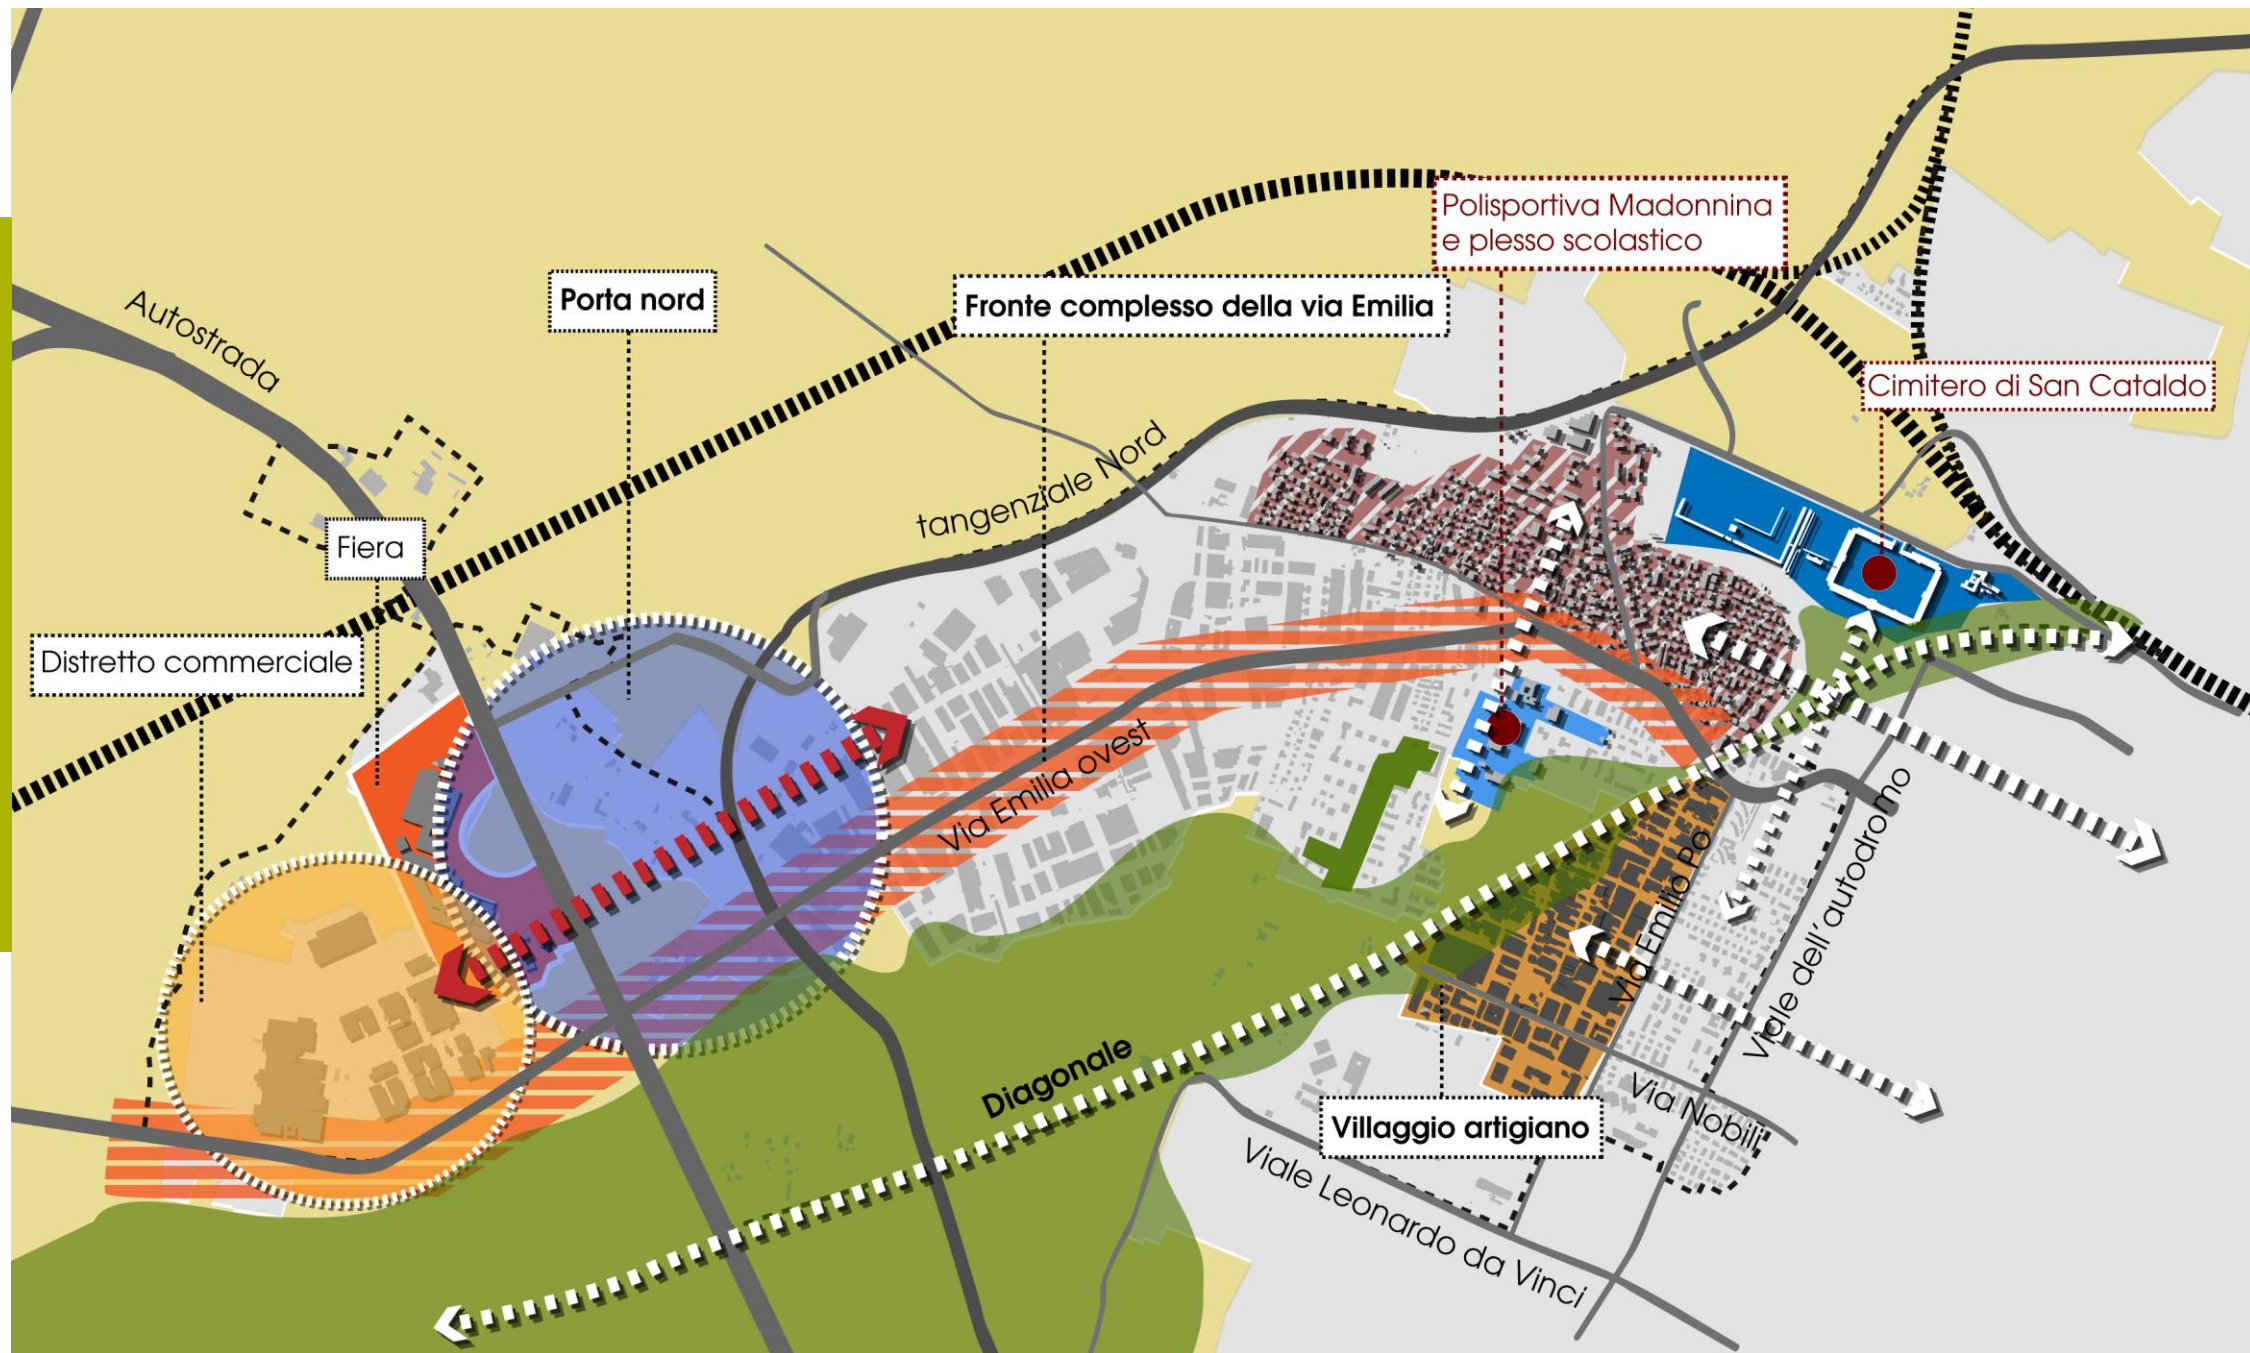 Polisportiva Madonnina
e plesso scolastico
Porta nord
Fronte complesso della via Emilia
Autostrada
Cimitero di San Cataldo
tangenziale Nord
Fiera
Distretto commerciale
Via Emilia ovest
Via Emilio Po
Viale dell'autodromo
Diagonale
Villaggio artigiano
Via Nobili
Viale Leonardo da Vinci